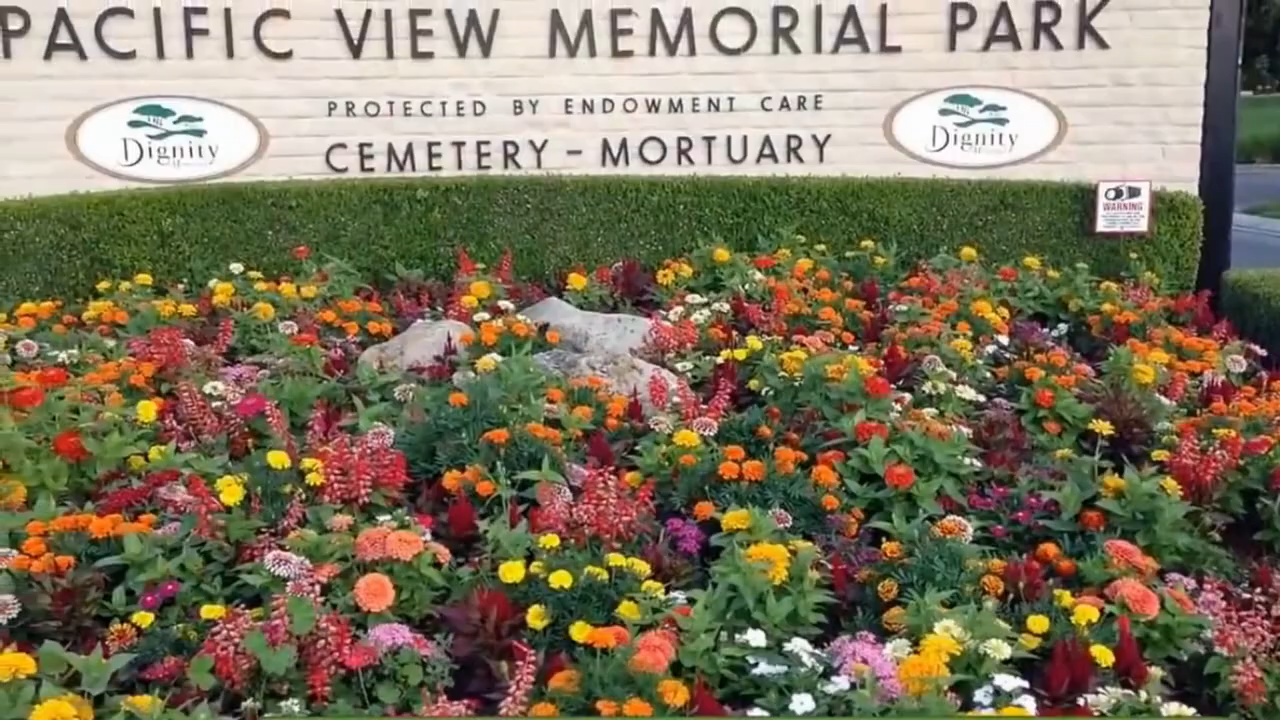 PACIFIC VIEW MEMORIAL PARK
PROTECTED BY ENDOWMENT CARE
Dignity
Dignity
CEMETERY - MORTUARY
WARNING